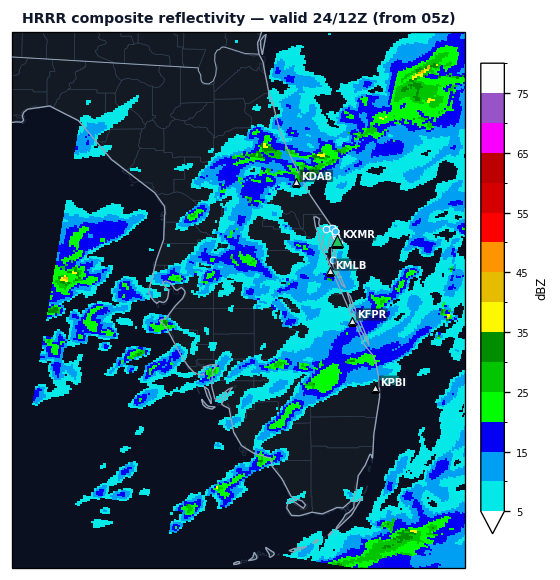 HRRR composite reflectivity — valid 24/12Z (from 05z)
KDAB
KXMR
KMLB
KFPR
KPBI
75
65
55
45
35
25
15
5
dBZ